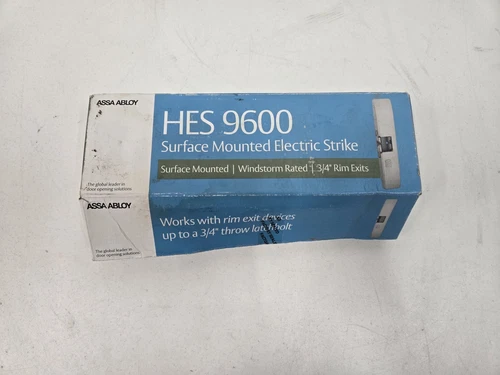 ASSA ABLOY
HES 9600
Surface Mounted Electric Strike
Surface Mounted | Windstorm Rated | 3/4" Rim Exits
The global leader in
door opening solutions
ASSA ABLOY
Works with rim exit devices
up to a 3/4" throw latchbolt
The global leader in
door opening solutions